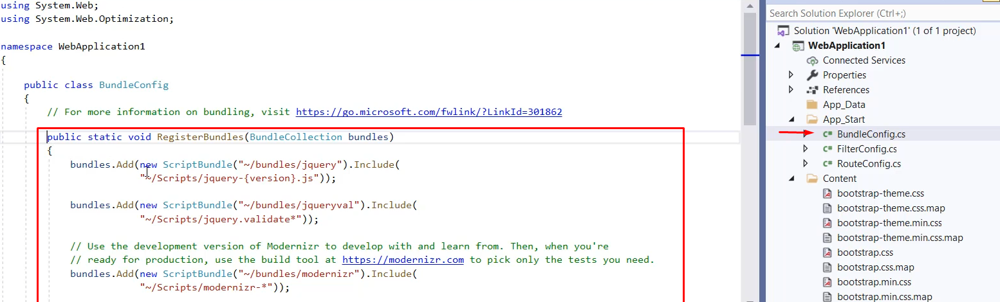 using System.Web;
using System.Web.Optimization;
namespace WebApplication1
{
public class BundleConfig
{
// For more information on bundling, visit https://go.microsoft.com/fwlink/?LinkId=301862
public static void RegisterBundles(BundleCollection bundles)
{
bundles.Add(new ScriptBundle("~/bundles/jquery").Include(
"~/Scripts/jquery-{version}.js"));
bundles.Add(new ScriptBundle("~/bundles/jqueryval").Include(
"~/Scripts/jquery.validate*"));
// Use the development version of Modernizr to develop with and learn from. Then, when you're
// ready for production, use the build tool at https://modernizr.com to pick only the tests you need.
bundles.Add(new ScriptBundle("~/bundles/modernizr").Include(
"~/Scripts/modernizr-*"));
Search Solution Explorer (Ctrl+;)
Solution 'WebApplication1' (1 of 1 project)
WebApplication1
Connected Services
Properties
References
App_Data
App_Start
C# BundleConfig.cs
C# FilterConfig.cs
C# RouteConfig.cs
Content
bootstrap-theme.css
bootstrap-theme.css.map
bootstrap-theme.min.css
bootstrap-theme.min.css.map
bootstrap.css
bootstrap.css.map
bootstrap.min.css
bootstrap.min.css.map